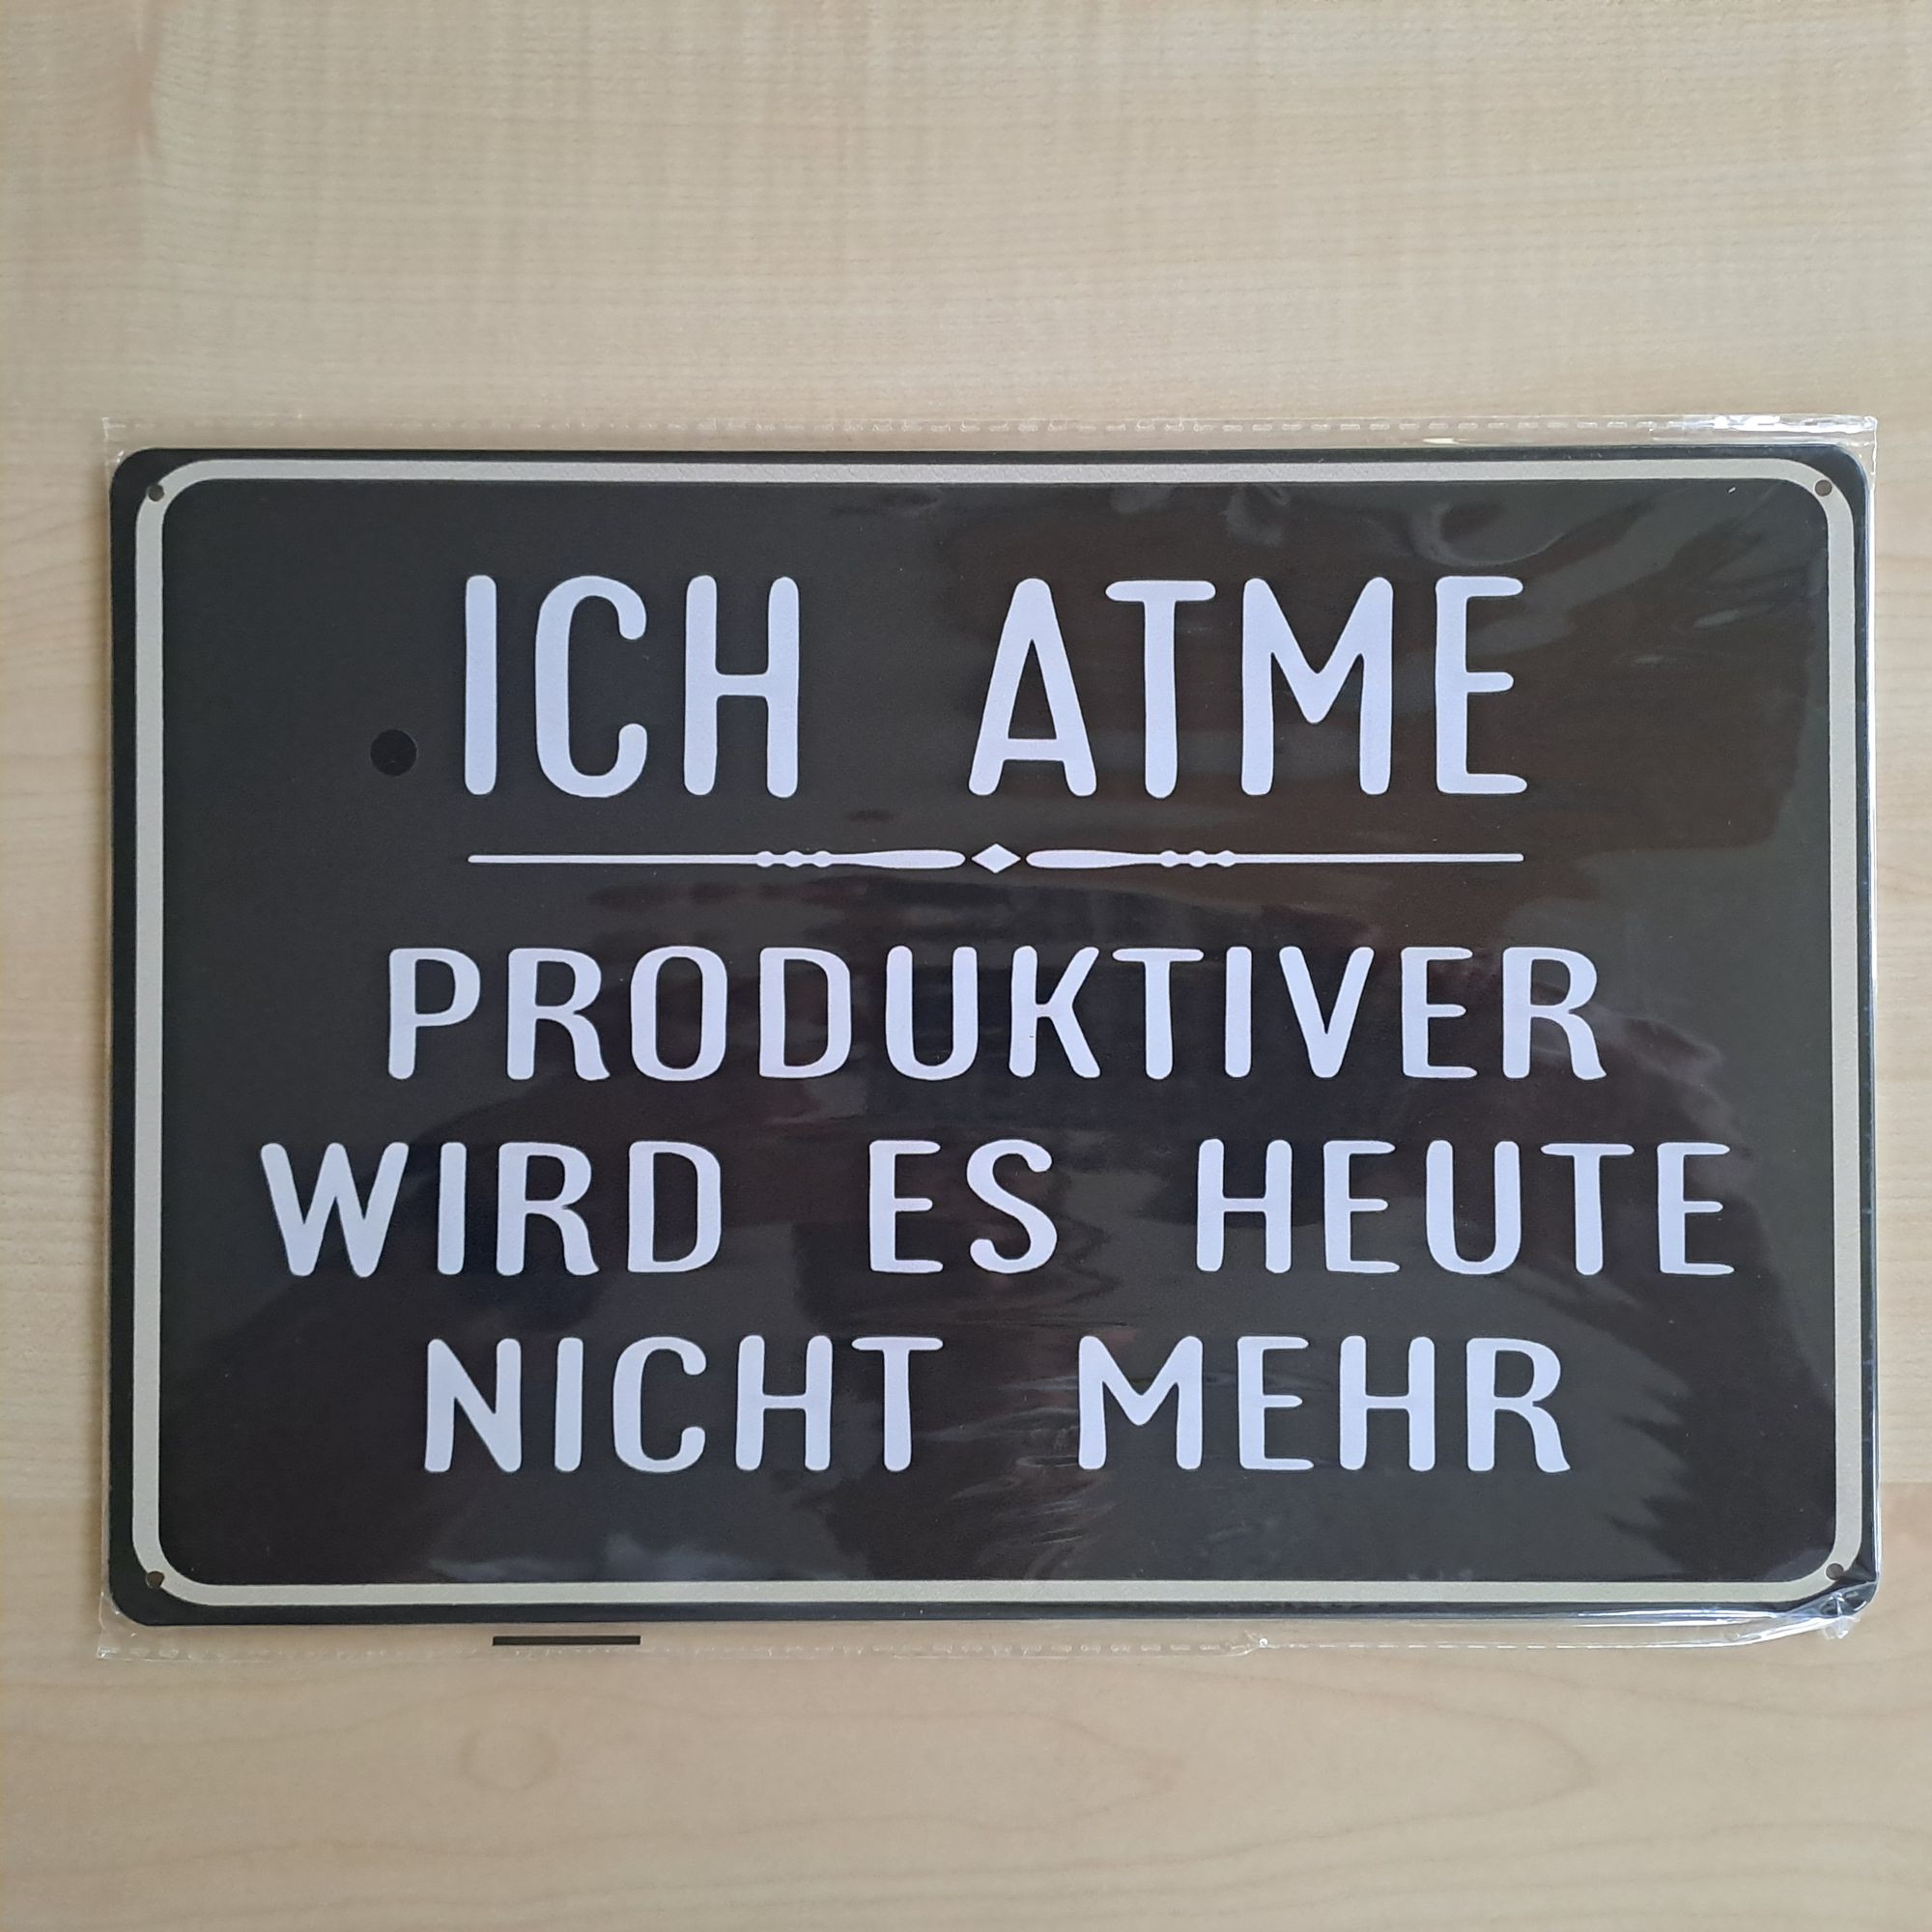 ICH ATME
PRODUKTIVER
WIRD ES HEUTE
NICHT MEHR